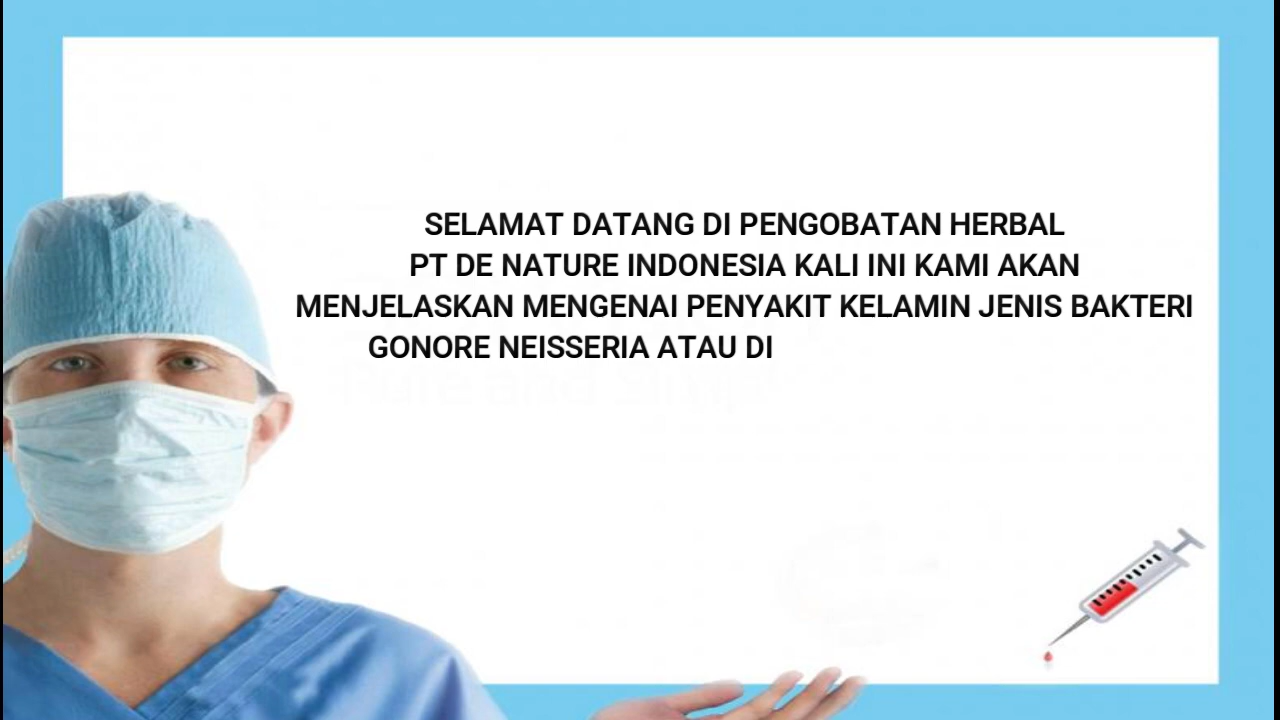 SELAMAT DATANG DI PENGOBATAN HERBAL
PT DE NATURE INDONESIA KALI INI KAMI AKAN
MENJELASKAN MENGENAI PENYAKIT KELAMIN JENIS BAKTERI
GONORE NEISSERIA ATAU DI